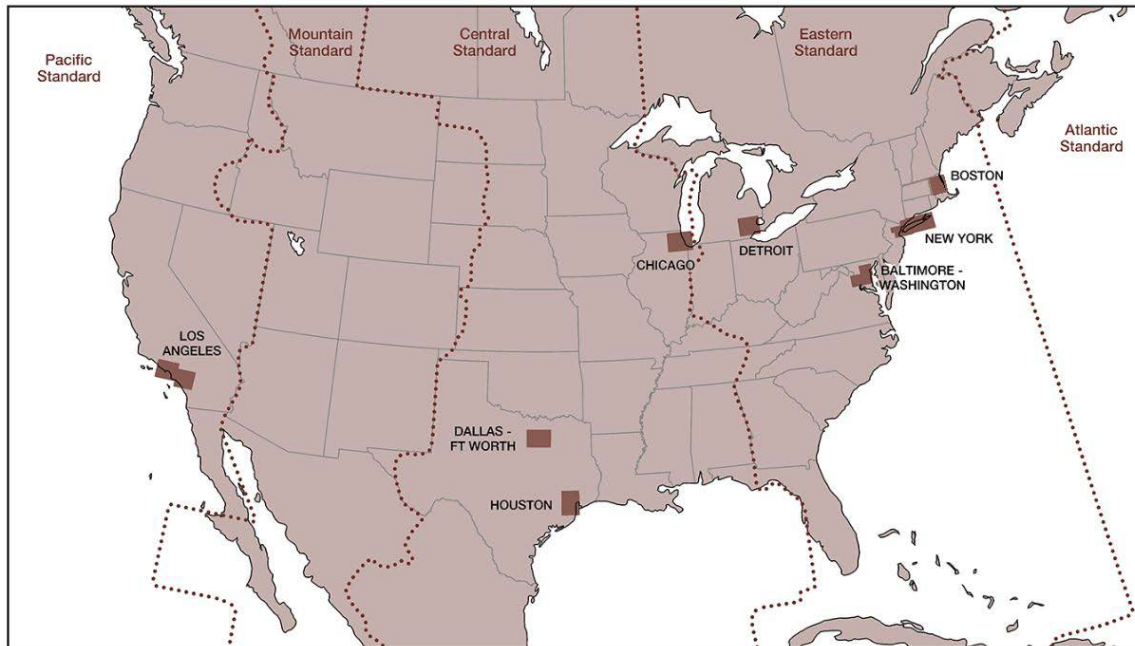 Pacific
Standard
Mountain
Standard
Central
Standard
Eastern
Standard
Atlantic
Standard
BOSTON
NEW YORK
DETROIT
CHICAGO
BALTIMORE -
WASHINGTON
LOS
ANGELES
DALLAS -
FT WORTH
HOUSTON